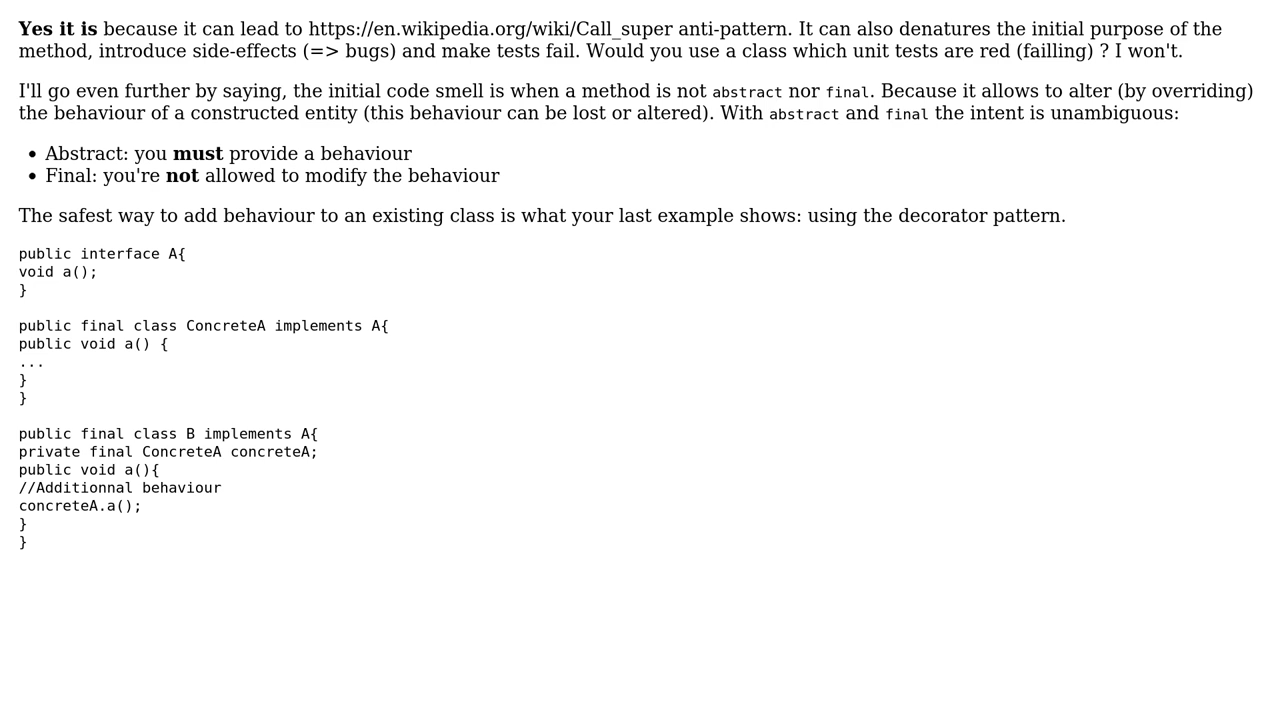 Yes it is because it can lead to https://en.wikipedia.org/wiki/Call_super anti-pattern. It can also denatures the initial purpose of the
method, introduce side-effects (=> bugs) and make tests fail. Would you use a class which unit tests are red (failling) ? I won't.
I'll go even further by saying, the initial code smell is when a method is not abstract nor final. Because it allows to alter (by overriding)
the behaviour of a constructed entity (this behaviour can be lost or altered). With abstract and final the intent is unambiguous:
• Abstract: you must provide a behaviour
• Final: you're not allowed to modify the behaviour
The safest way to add behaviour to an existing class is what your last example shows: using the decorator pattern.
public interface A{
void a();
}
public final class ConcreteA implements A{
public void a() {
...
}
}
public final class B implements A{
private final ConcreteA concreteA;
public void a(){
//Additionnal behaviour
concreteA.a();
}
}